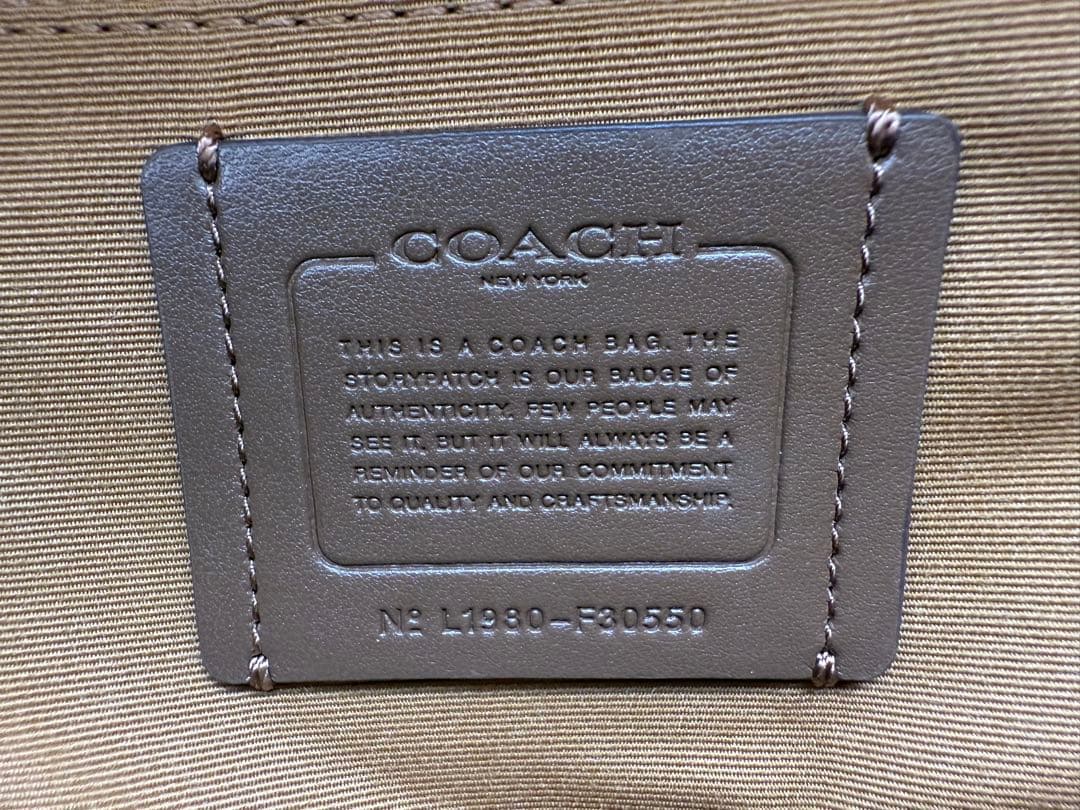 COACH
NEW YORK
THIS IS A COACH BAG. THE
STORYPATCH IS OUR BADGE OF
AUTHENTICITY. FEW PEOPLE MAY
SEE IT, BUT IT WILL ALWAYS BE A
REMINDER OF OUR COMMITMENT
TO QUALITY AND CRAFTSMANSHIP.
Nº L1980-F30550